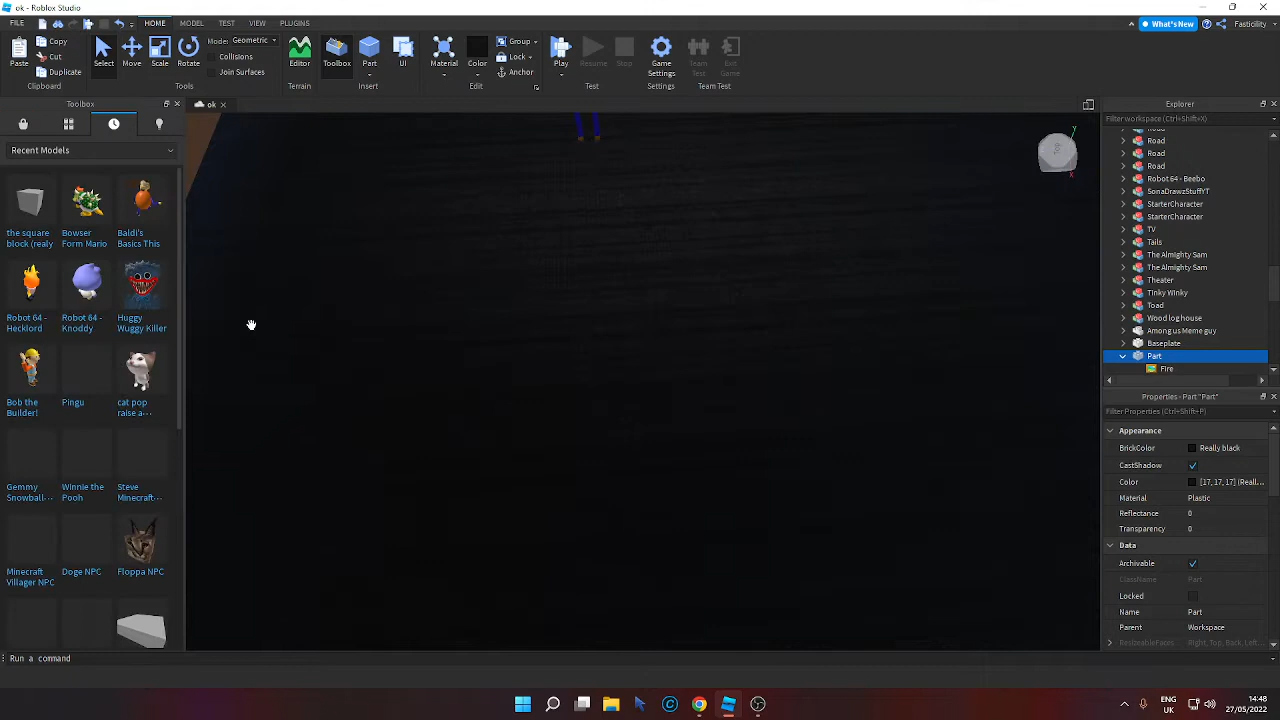 ok - Roblox Studio
FILE HOME MODEL TEST VIEW PLUGINS What's New Fasticility
Paste Copy Cut Duplicate Clipboard
Select Move Scale Rotate Mode: Geometric Collisions Join Surfaces Tools
Editor Terrain
Toolbox Part UI Insert
Material Color Group Lock Anchor Edit
Play Resume Stop Test
Game Settings Settings
Team Test Exit Game Team Test
Toolbox
ok
Recent Models
the square block (really
Bowser Form Mario
Baldi's Basics This
Robot 64 - Hecklord
Robot 64 - Knoddy
Huggy Wuggy Killer
Bob the Builder!
Pingu
cat pop raise a...
Gemmy Snowball...
Winnie the Pooh
Steve Minecraft...
Minecraft Villager NPC
Doge NPC
Floppa NPC
Top
Y
X
Explorer
Filter workspace (Ctrl+Shift+X)
Road
Road
Road
Road
Robot 64 - Beebo
SonaDrawzStuffYT
StarterCharacter
StarterCharacter
TV
Tails
The Almighty Sam
The Almighty Sam
Theater
Tinky Winky
Toad
Wood log house
Among us Meme guy
Baseplate
Part
Fire
Properties - Part "Part"
Filter Properties (Ctrl+Shift+P)
Appearance
BrickColor Really black
CastShadow
Color [17,17,17] (Reall...
Material Plastic
Reflectance 0
Transparency 0
Data
Archivable
ClassName Part
Locked
Name Part
Parent Workspace
ResizeableFaces Right, Top, Back, Left...
Run a command
ENG
UK
14:48
27/05/2022